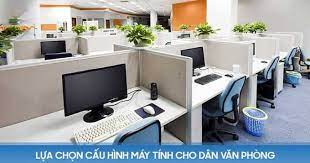 LỰA CHỌN CẤU HÌNH MÁY TÍNH CHO DÂN VĂN PHÒNG